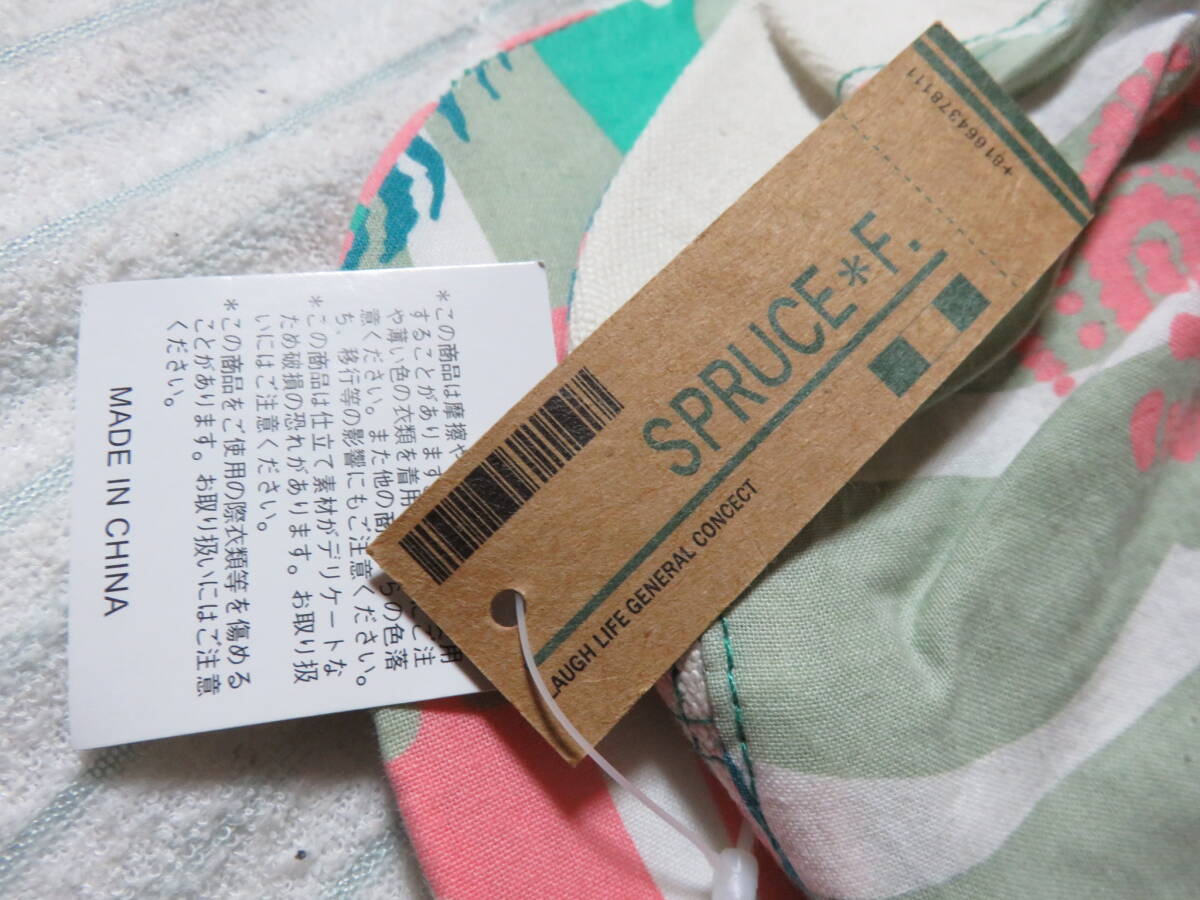 +81664378111
SPRUCE*F.
LAUGH LIFE GENERAL CONCECT
*この商品は摩擦や
することがあります
や薄い色の衣類を着用
意ください。また他の商 らの色落
ち、移行等の影響にもご注意ください。
*この商品は仕立て素材がデリケートな
ため破損の恐れがあります。お取り扱
いにはご注意ください。
*この商品をご使用の際衣類等を傷める
ことがあります。お取り扱いにはご注意
ください。
MADE IN CHINA